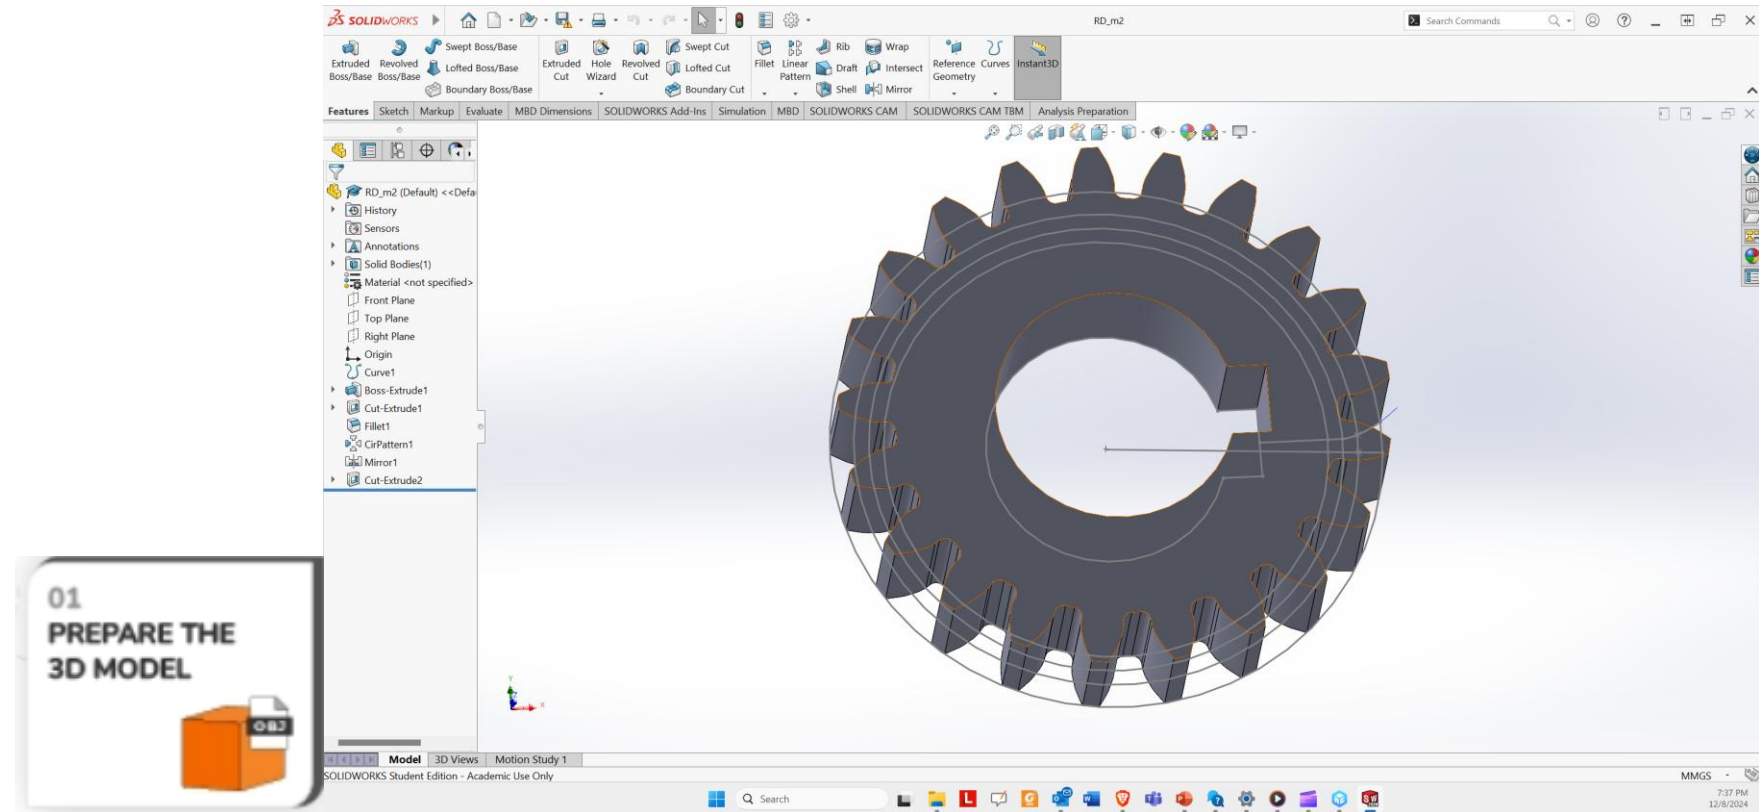 SOLIDWORKS
RD_m2
Search Commands
Extruded Boss/Base
Revolved Boss/Base
Swept Boss/Base
Lofted Boss/Base
Boundary Boss/Base
Extruded Cut
Hole Wizard
Revolved Cut
Swept Cut
Lofted Cut
Boundary Cut
Fillet
Linear Pattern
Rib
Draft
Shell
Wrap
Intersect
Mirror
Reference Geometry
Curves
Instant3D
Features Sketch Markup Evaluate MBD Dimensions SOLIDWORKS Add-Ins Simulation MBD SOLIDWORKS CAM SOLIDWORKS CAM TBM Analysis Preparation
RD_m2 (Default) <<Defa
History
Sensors
Annotations
Solid Bodies(1)
Material <not specified>
Front Plane
Top Plane
Right Plane
Origin
Curve1
Boss-Extrude1
Cut-Extrude1
Fillet1
CirPattern1
Mirror1
Cut-Extrude2
01
PREPARE THE
3D MODEL
OBJ
Y
Z
X
Model 3D Views Motion Study 1
SOLIDWORKS Student Edition - Academic Use Only
MMGS
Search
7:37 PM
12/8/2024